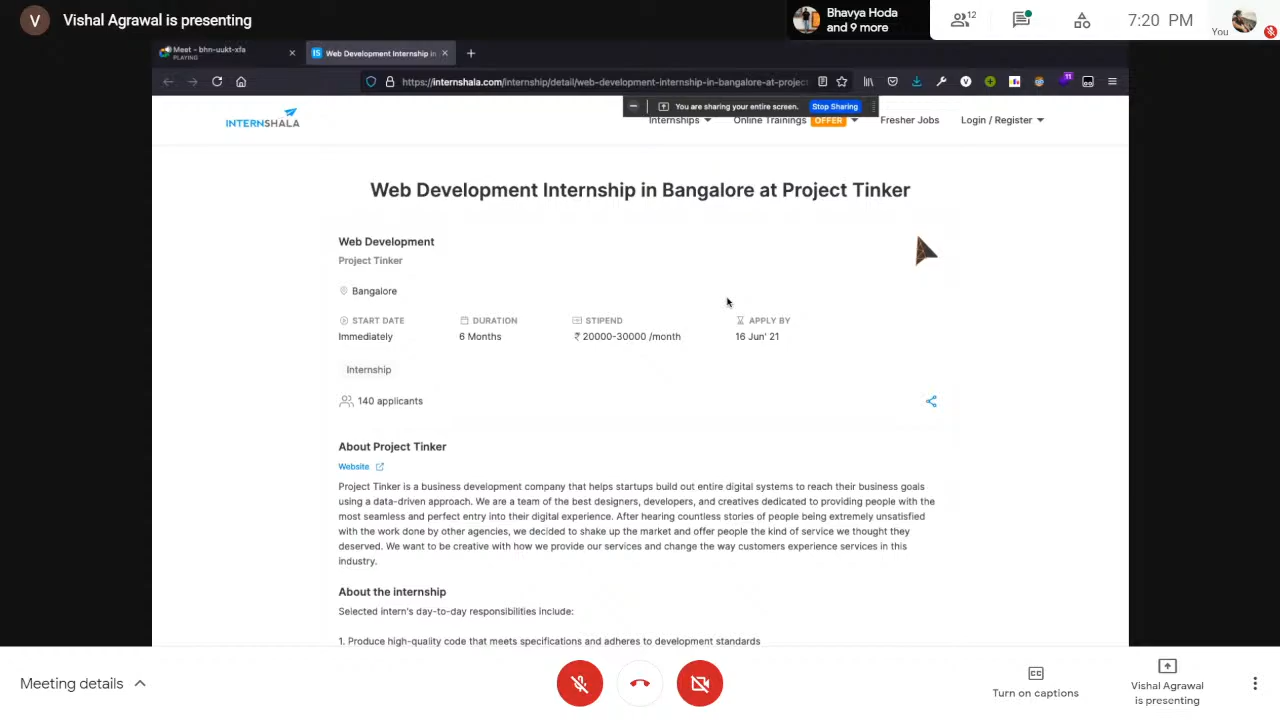 V Vishal Agrawal is presenting
Bhavya Hoda
and 9 more
12
7:20 PM
You
Meet – bhn-uukt-xfa
PLAYING
IS Web Development Internship in
https://internshala.com/internship/detail/web-development-internship-in-bangalore-at-project
11
You are sharing your entire screen. Stop Sharing
INTERNSHALA
Internships
Online Trainings OFFER
Fresher Jobs
Login / Register
Web Development Internship in Bangalore at Project Tinker
Web Development
Project Tinker
Bangalore
START DATE DURATION STIPEND APPLY BY
Immediately 6 Months ₹ 20000-30000 /month 16 Jun' 21
Internship
140 applicants
About Project Tinker
Website
Project Tinker is a business development company that helps startups build out entire digital systems to reach their business goals
using a data-driven approach. We are a team of the best designers, developers, and creatives dedicated to providing people with the
most seamless and perfect entry into their digital experience. After hearing countless stories of people being extremely unsatisfied
with the work done by other agencies, we decided to shake up the market and offer people the kind of service we thought they
deserved. We want to be creative with how we provide our services and change the way customers experience services in this
industry.
About the internship
Selected intern's day-to-day responsibilities include:
1. Produce high-quality code that meets specifications and adheres to development standards
Meeting details
CC
Turn on captions
Vishal Agrawal
is presenting